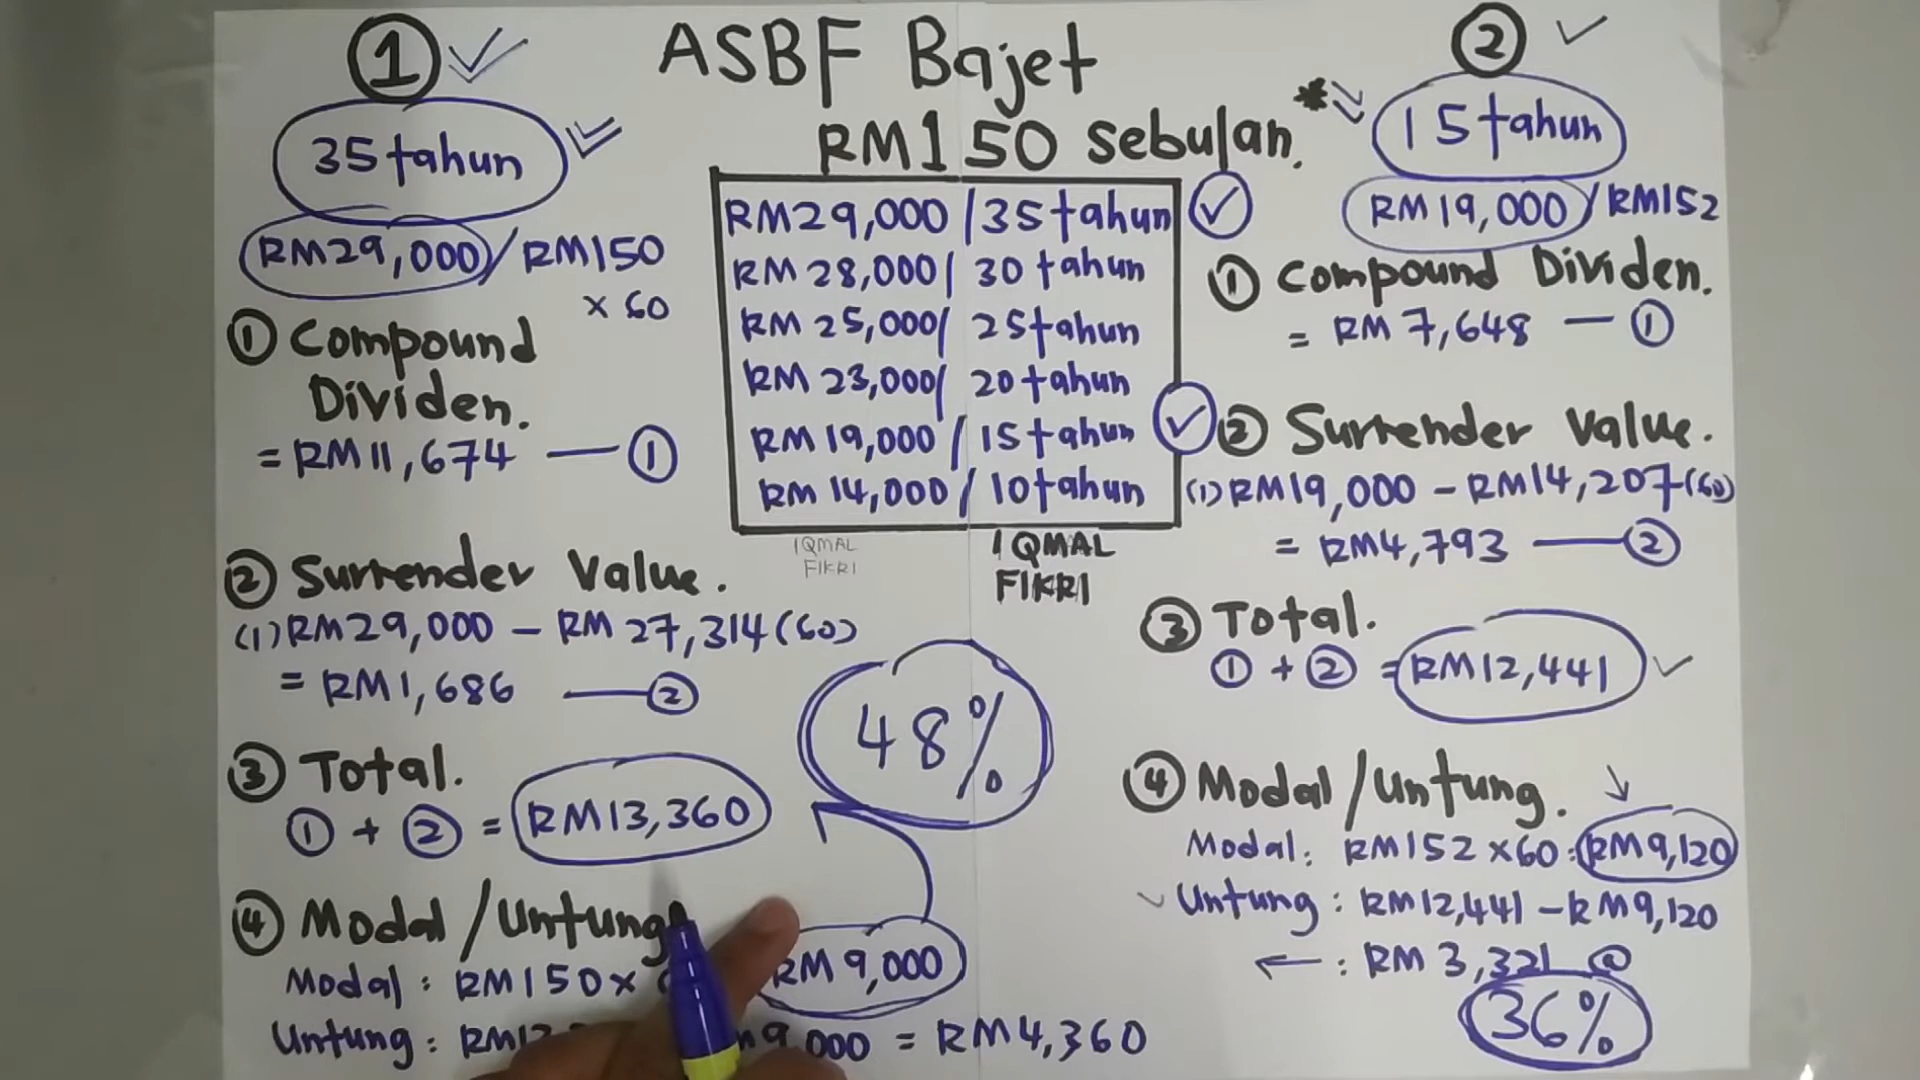 ASBF Bajet
RM150 sebulan.
1
35 tahun
RM29,000/RM150
x 60
① Compound
Dividen.
= RM11,674 — ①
② Surrender Value.
(1) RM29,000 - RM27,314 (60)
= RM1,686 — ②
③ Total.
① + ② = RM13,360
④ Modal/Untung
Modal: RM150x
RM9,000
Untung:
9,000 = RM4,360
48%
RM29,000/35 tahun
RM28,000/30 tahun
RM25,000/25 tahun
RM23,000/20 tahun
RM19,000/15 tahun
RM14,000/10 tahun
IQMAL
FIKRI
IQMAL
FIKRI
2
* 15 tahun
RM19,000/RM152
① Compound Dividen.
= RM7,648 — ①
② Surrender Value.
(1) RM19,000 - RM14,207 (60)
= RM4,793 — ②
③ Total.
① + ② = RM12,441
④ Modal/Untung.
Modal: RM152 x60 = RM9,120
Untung: RM12,441 - RM9,120
: RM3,321 @
36%